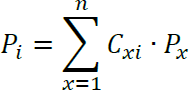 P_i = \sum_{x=1}^{n} C_{xi} \cdot P_x